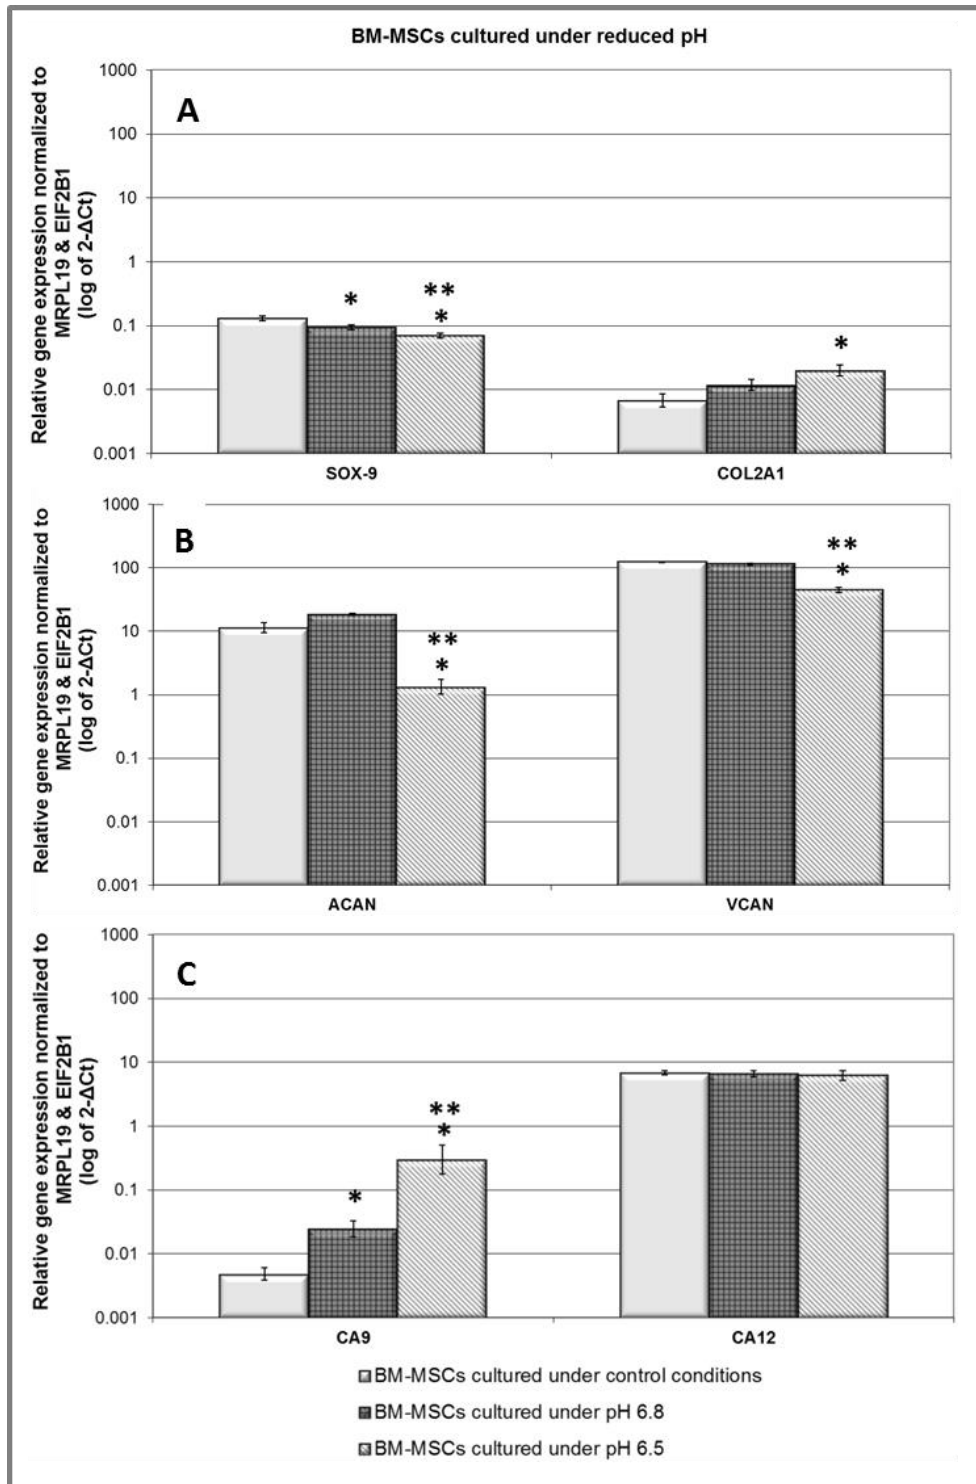 BM-MSCs cultured under reduced pH
Relative gene expression normalized to
MRPL19 & EIF2B1
(log of 2-ΔCt)
1000
100
10
1
0.1
0.01
0.001
A
*
**
*
*
SOX-9
COL2A1
Relative gene expression normalized to
MRPL19 & EIF2B1
(log of 2-ΔCt)
1000
100
10
1
0.1
0.01
0.001
B
**
*
**
*
ACAN
VCAN
Relative gene expression normalized to
MRPL19 & EIF2B1
(log of 2-ΔCt)
1000
100
10
1
0.1
0.01
0.001
C
*
**
*
CA9
CA12
BM-MSCs cultured under control conditions
BM-MSCs cultured under pH 6.8
BM-MSCs cultured under pH 6.5